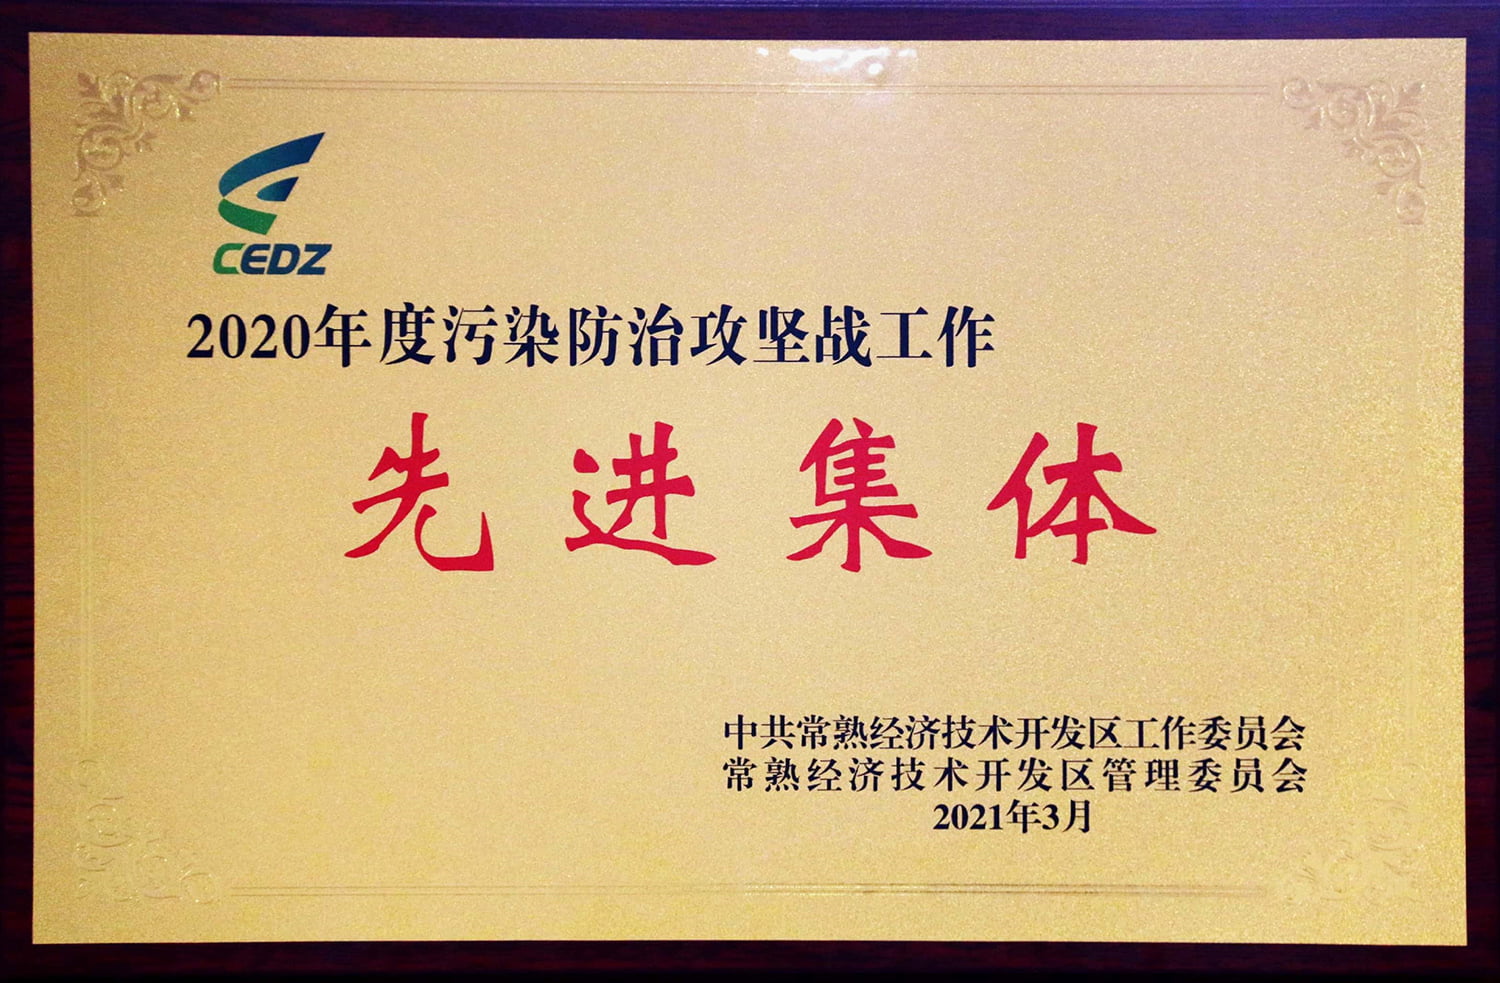 CEDZ
2020年度污染防治攻坚战工作
先进集体
中共常熟经济技术开发区工作委员会
常熟经济技术开发区管理委员会
2021年3月